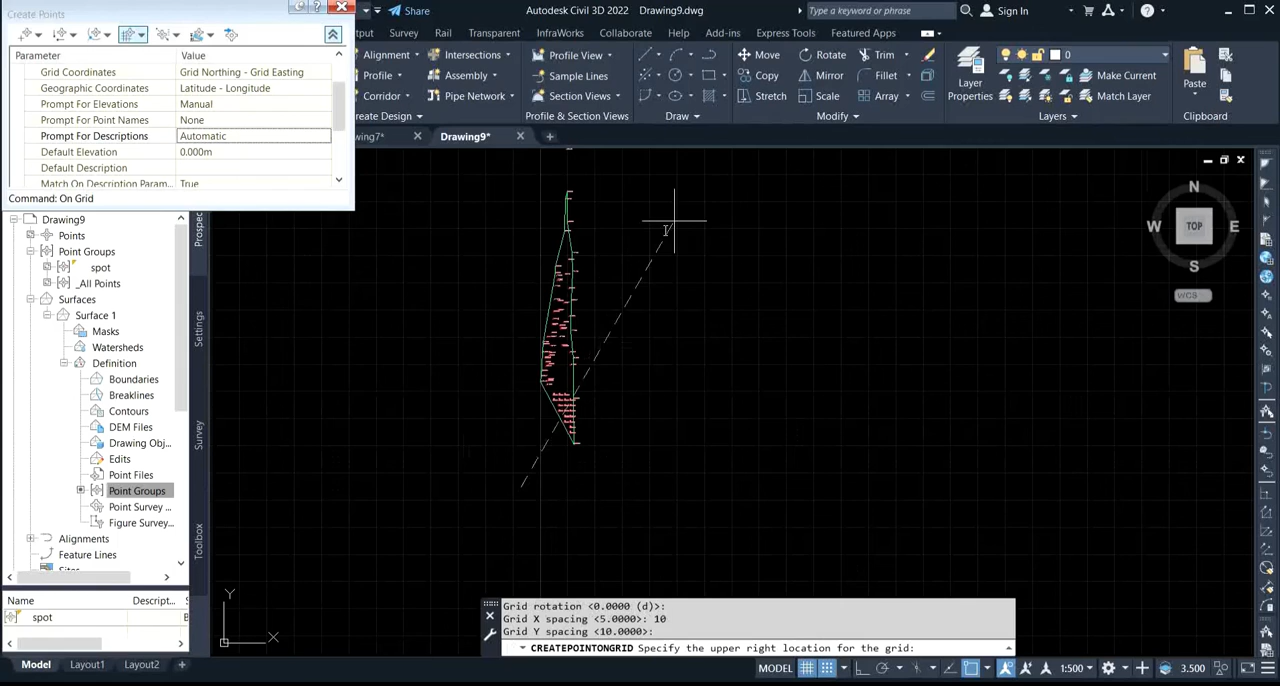 Create Points
Share
Autodesk Civil 3D 2022
Drawing9.dwg
Type a keyword or phrase
Sign In
tput
Survey
Rail
Transparent
InfraWorks
Collaborate
Help
Add-ins
Express Tools
Featured Apps
Parameter
Value
Grid Coordinates
Grid Northing - Grid Easting
Geographic Coordinates
Latitude - Longitude
Prompt For Elevations
Manual
Prompt For Point Names
None
Prompt For Descriptions
Automatic
Default Elevation
0.000m
Default Description
Match On Description Param...
True
Command: On Grid
Alignment
Intersections
Profile View
Move
Rotate
Trim
0
Profile
Assembly
Sample Lines
Copy
Mirror
Fillet
Make Current
Corridor
Pipe Network
Section Views
Stretch
Scale
Array
Layer
Properties
Match Layer
Paste
reate Design
Profile & Section Views
Draw
Modify
Layers
Clipboard
wing7*
Drawing9*
Drawing9
Points
Point Groups
spot
_All Points
Surfaces
Surface 1
Masks
Watersheds
Definition
Boundaries
Breaklines
Contours
DEM Files
Drawing Obj...
Edits
Point Files
Point Groups
Point Survey ...
Figure Survey...
Alignments
Feature Lines
Prospec
Settings
Survey
Toolbox
N
W
TOP
E
S
WCS
Name
Descript...
spot
Y
X
Grid rotation <0.0000 (d)>:
Grid X spacing <5.0000>: 10
Grid Y spacing <10.0000>:
CREATEPOINTONGRID Specify the upper right location for the grid:
Model
Layout1
Layout2
MODEL
1:500
3.500